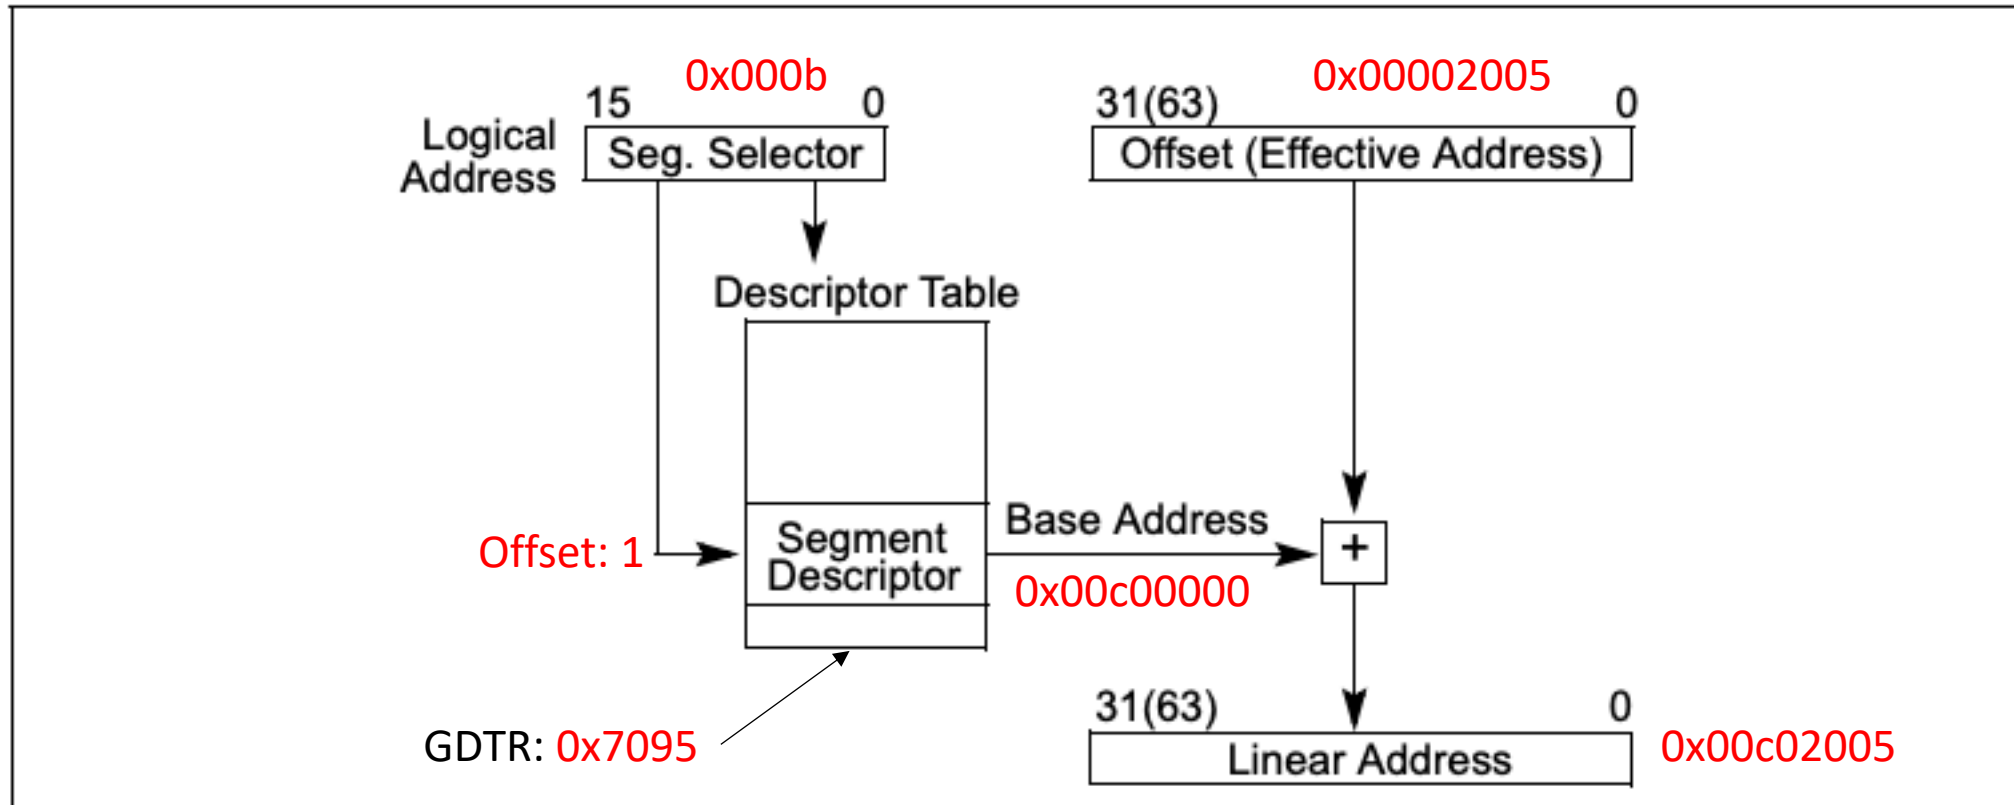 0x000b
0x00002005
15
0
31(63)
0
Logical
Address
Seg. Selector
Offset (Effective Address)
Descriptor Table
Base Address
Offset: 1
Segment
Descriptor
+
0x00c00000
31(63)
0
GDTR: 0x7095
Linear Address
0x00c02005